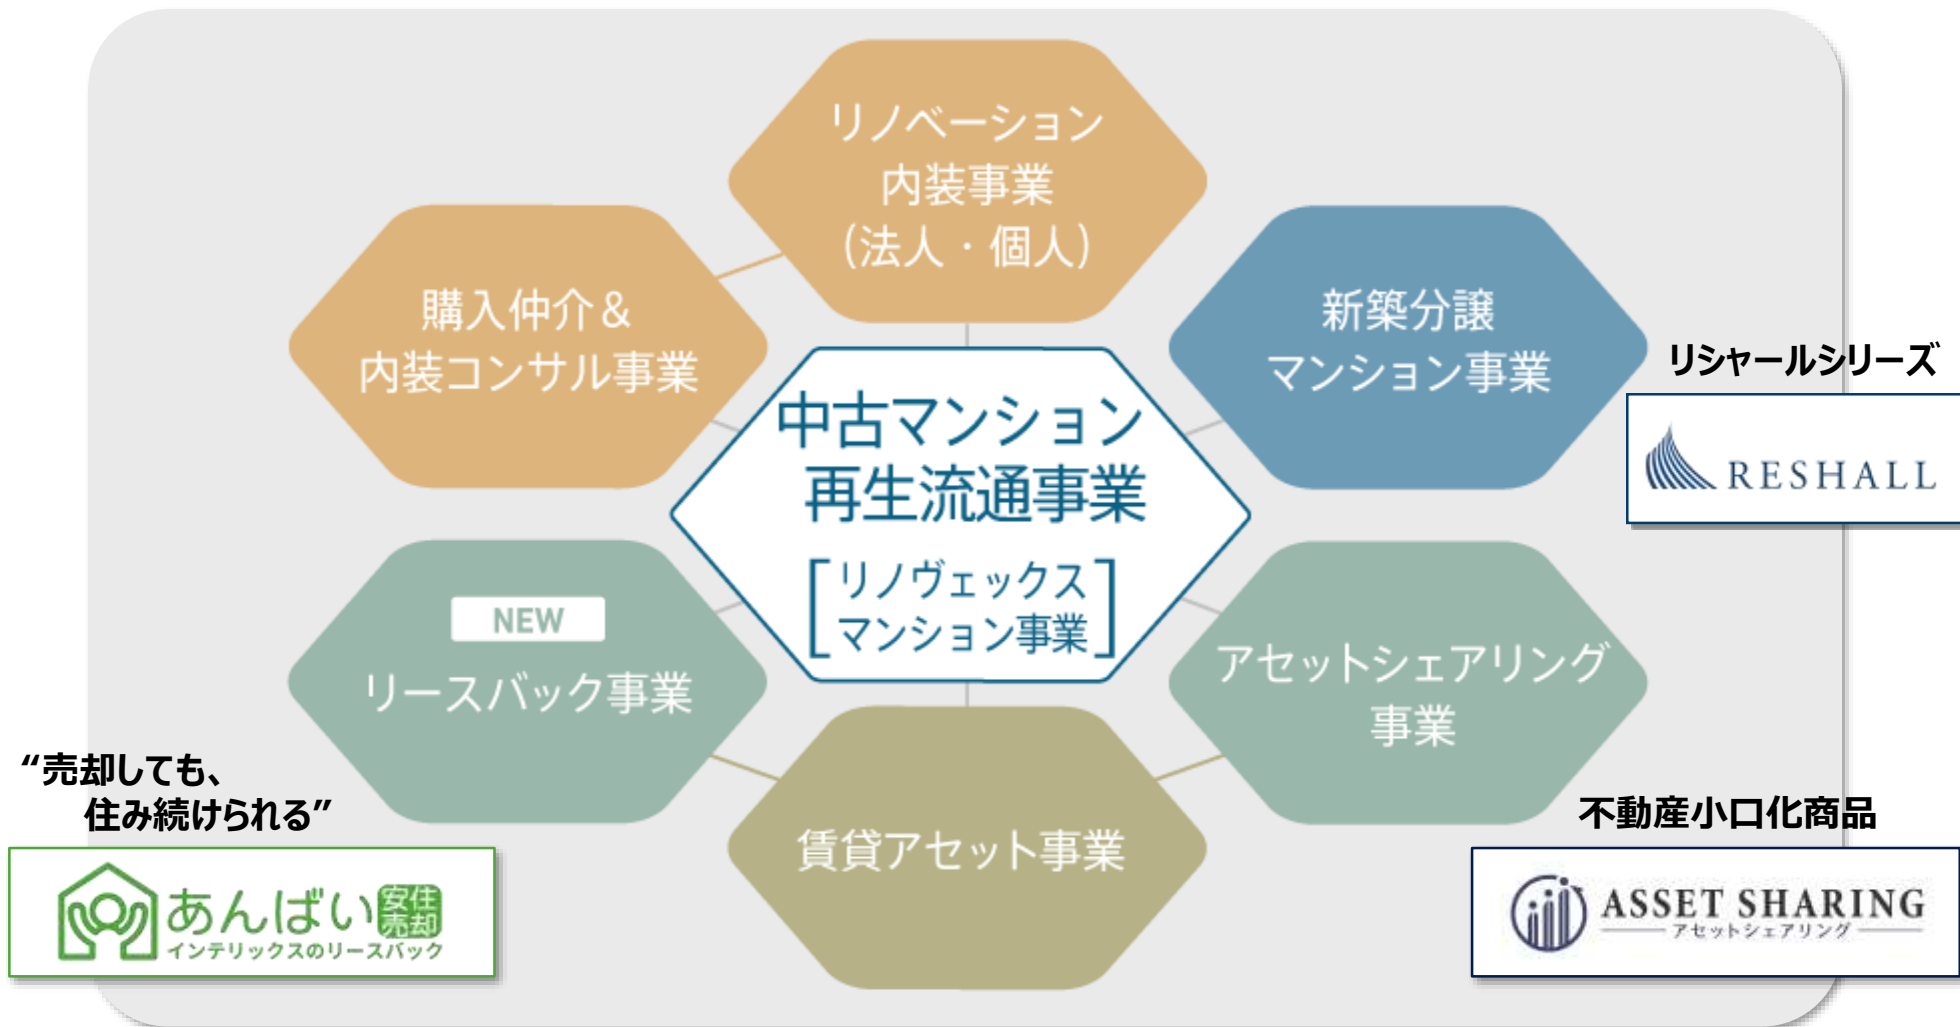 リノベーション
内装事業
(法人・個人)
購入仲介&
内装コンサル事業
新築分譲
マンション事業
リシャールシリーズ
RESHALL
中古マンション
再生流通事業
[リノヴェックス
マンション事業]
NEW
リースバック事業
アセットシェアリング
事業
賃貸アセット事業
“売却しても、
住み続けられる”
あんばい 安住
売却
インテリックスのリースバック
不動産小口化商品
ASSET SHARING
アセットシェアリング